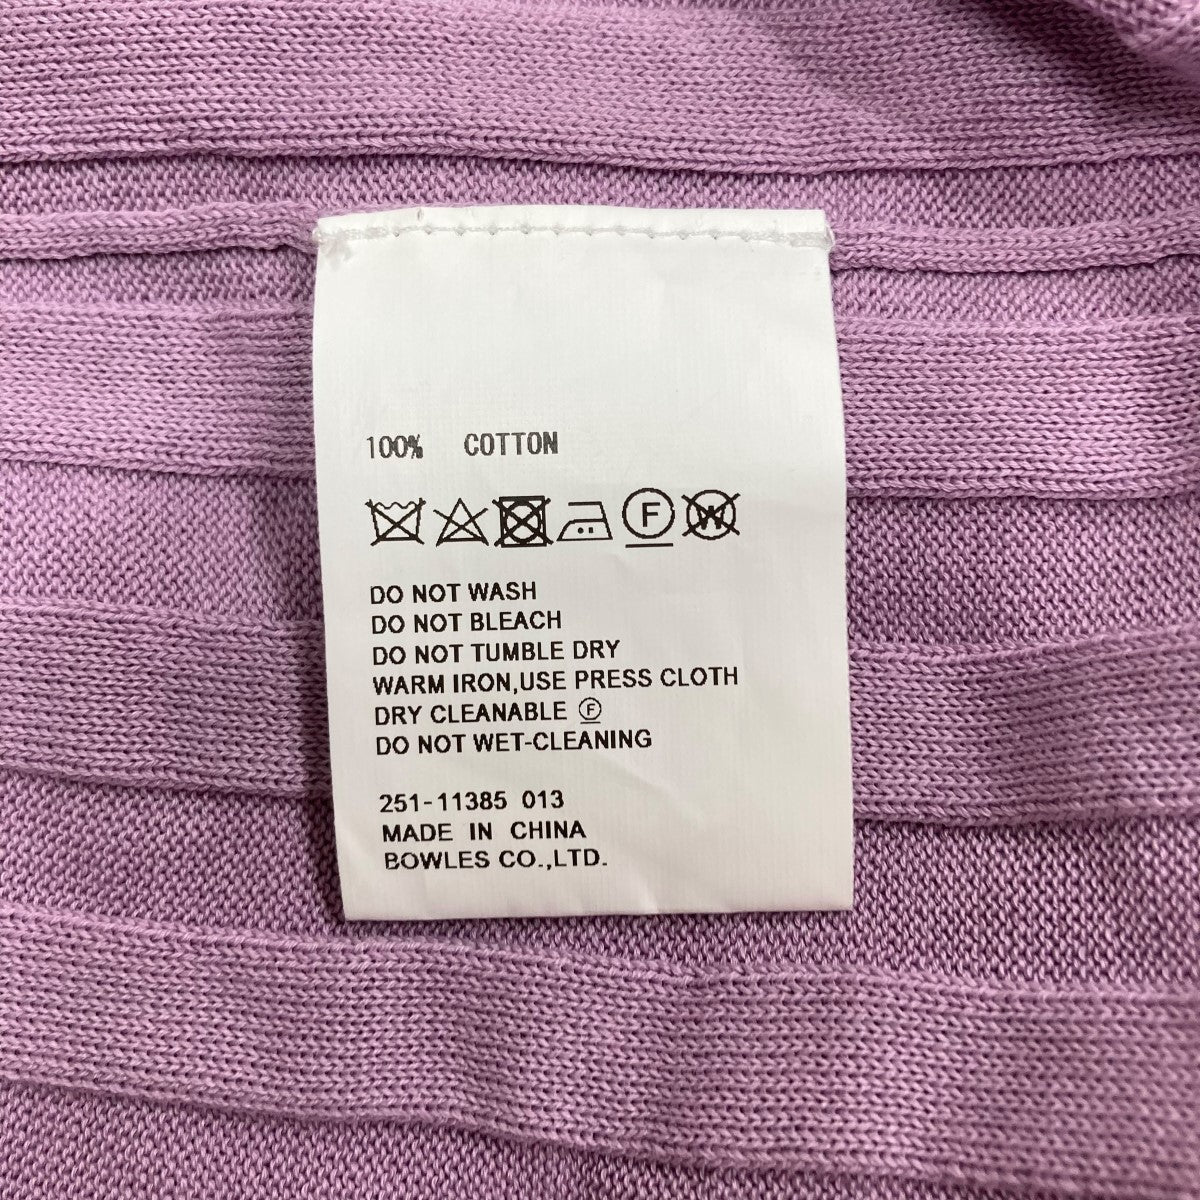 100% COTTON
F W
DO NOT WASH
DO NOT BLEACH
DO NOT TUMBLE DRY
WARM IRON,USE PRESS CLOTH
DRY CLEANABLE Ⓕ
DO NOT WET-CLEANING
251-11385 013
MADE IN CHINA
BOWLES CO.,LTD.